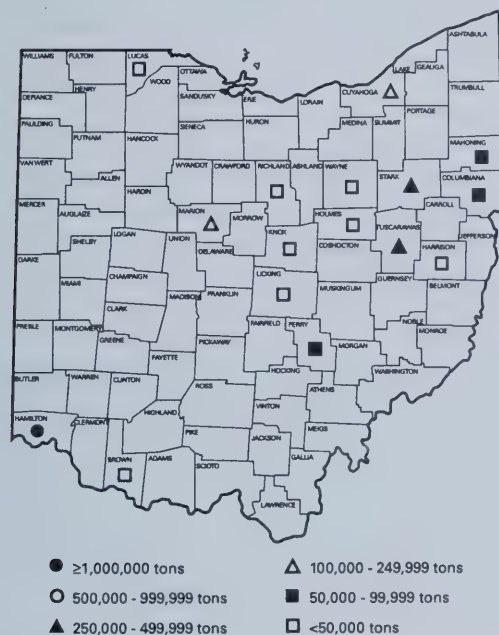 ASHTABULA
WILLIAMS FULTON LUCAS
OTTAWA
WOOD
LAKE GEAUGA
HENRY
DEFIANCE
SANDUSKY
ERIE
LORAIN
CUYAHOGA
TRUMBULL
PAULDING
PUTNAM
HANCOCK
SENECA
HURON
MEDINA SUMMIT PORTAGE
MAHONING
VAN WERT
ALLEN
WYANDOT CRAWFORD RICHLAND ASHLAND WAYNE
STARK
COLUMBIANA
HARDIN
CARROLL
MERCER
AUGLAIZE
MARION
MORROW
HOLMES
TUSCARAWAS
JEFFERSON
SHELBY
LOGAN
UNION
DELAWARE
KNOX
COSHOCTON
HARRISON
DARKE
CHAMPAIGN
LICKING
GUERNSEY
MIAMI
MADISON
FRANKLIN
MUSKINGUM
BELMONT
CLARK
PREBLE
MONTGOMERY
GREENE
PICKAWAY
FAIRFIELD
PERRY
NOBLE
MONROE
FAYETTE
MORGAN
HOCKING
WASHINGTON
BUTLER
WARREN
CLINTON
ROSS
ATHENS
HIGHLAND
VINTON
HAMILTON
CLERMONT
PIKE
MEIGS
BROWN
ADAMS
SCIOTO
JACKSON
GALLIA
LAWRENCE
≥1,000,000 tons
100,000 - 249,999 tons
500,000 - 999,999 tons
50,000 - 99,999 tons
250,000 - 499,999 tons
<50,000 tons